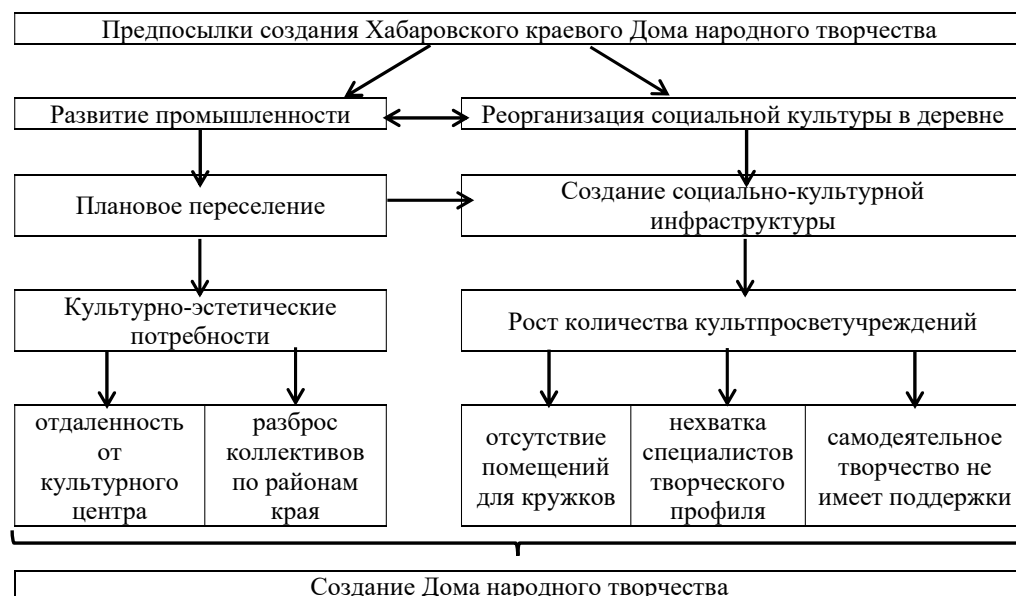 Предпосылки создания Хабаровского краевого Дома народного творчества
Развитие промышленности
Реорганизация социальной культуры в деревне
Плановое переселение
Создание социально-культурной
инфраструктуры
Культурно-эстетические
потребности
Рост количества культпросветучреждений
отдаленность
от
культурного
центра
разброс
коллективов
по районам
края
отсутствие
помещений
для кружков
нехватка
специалистов
творческого
профиля
самодеятельное
творчество не
имеет поддержки
Создание Дома народного творчества